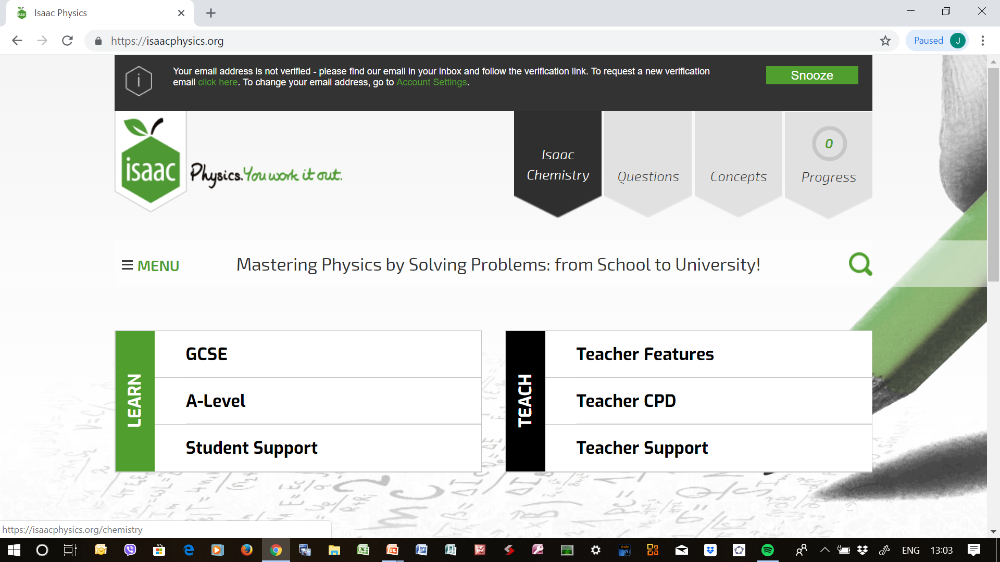 Isaac Physics
https://isaacphysics.org
Paused
J
Your email address is not verified - please find our email in your inbox and follow the verification link. To request a new verification
email click here. To change your email address, go to Account Settings.
Snooze
isaac
Physics. You work it out.
Isaac
Chemistry
Questions
Concepts
0
Progress
MENU
Mastering Physics by Solving Problems: from School to University!
LEARN
GCSE
A-Level
Student Support
TEACH
Teacher Features
Teacher CPD
Teacher Support
https://isaacphysics.org/chemistry
ENG
13:03